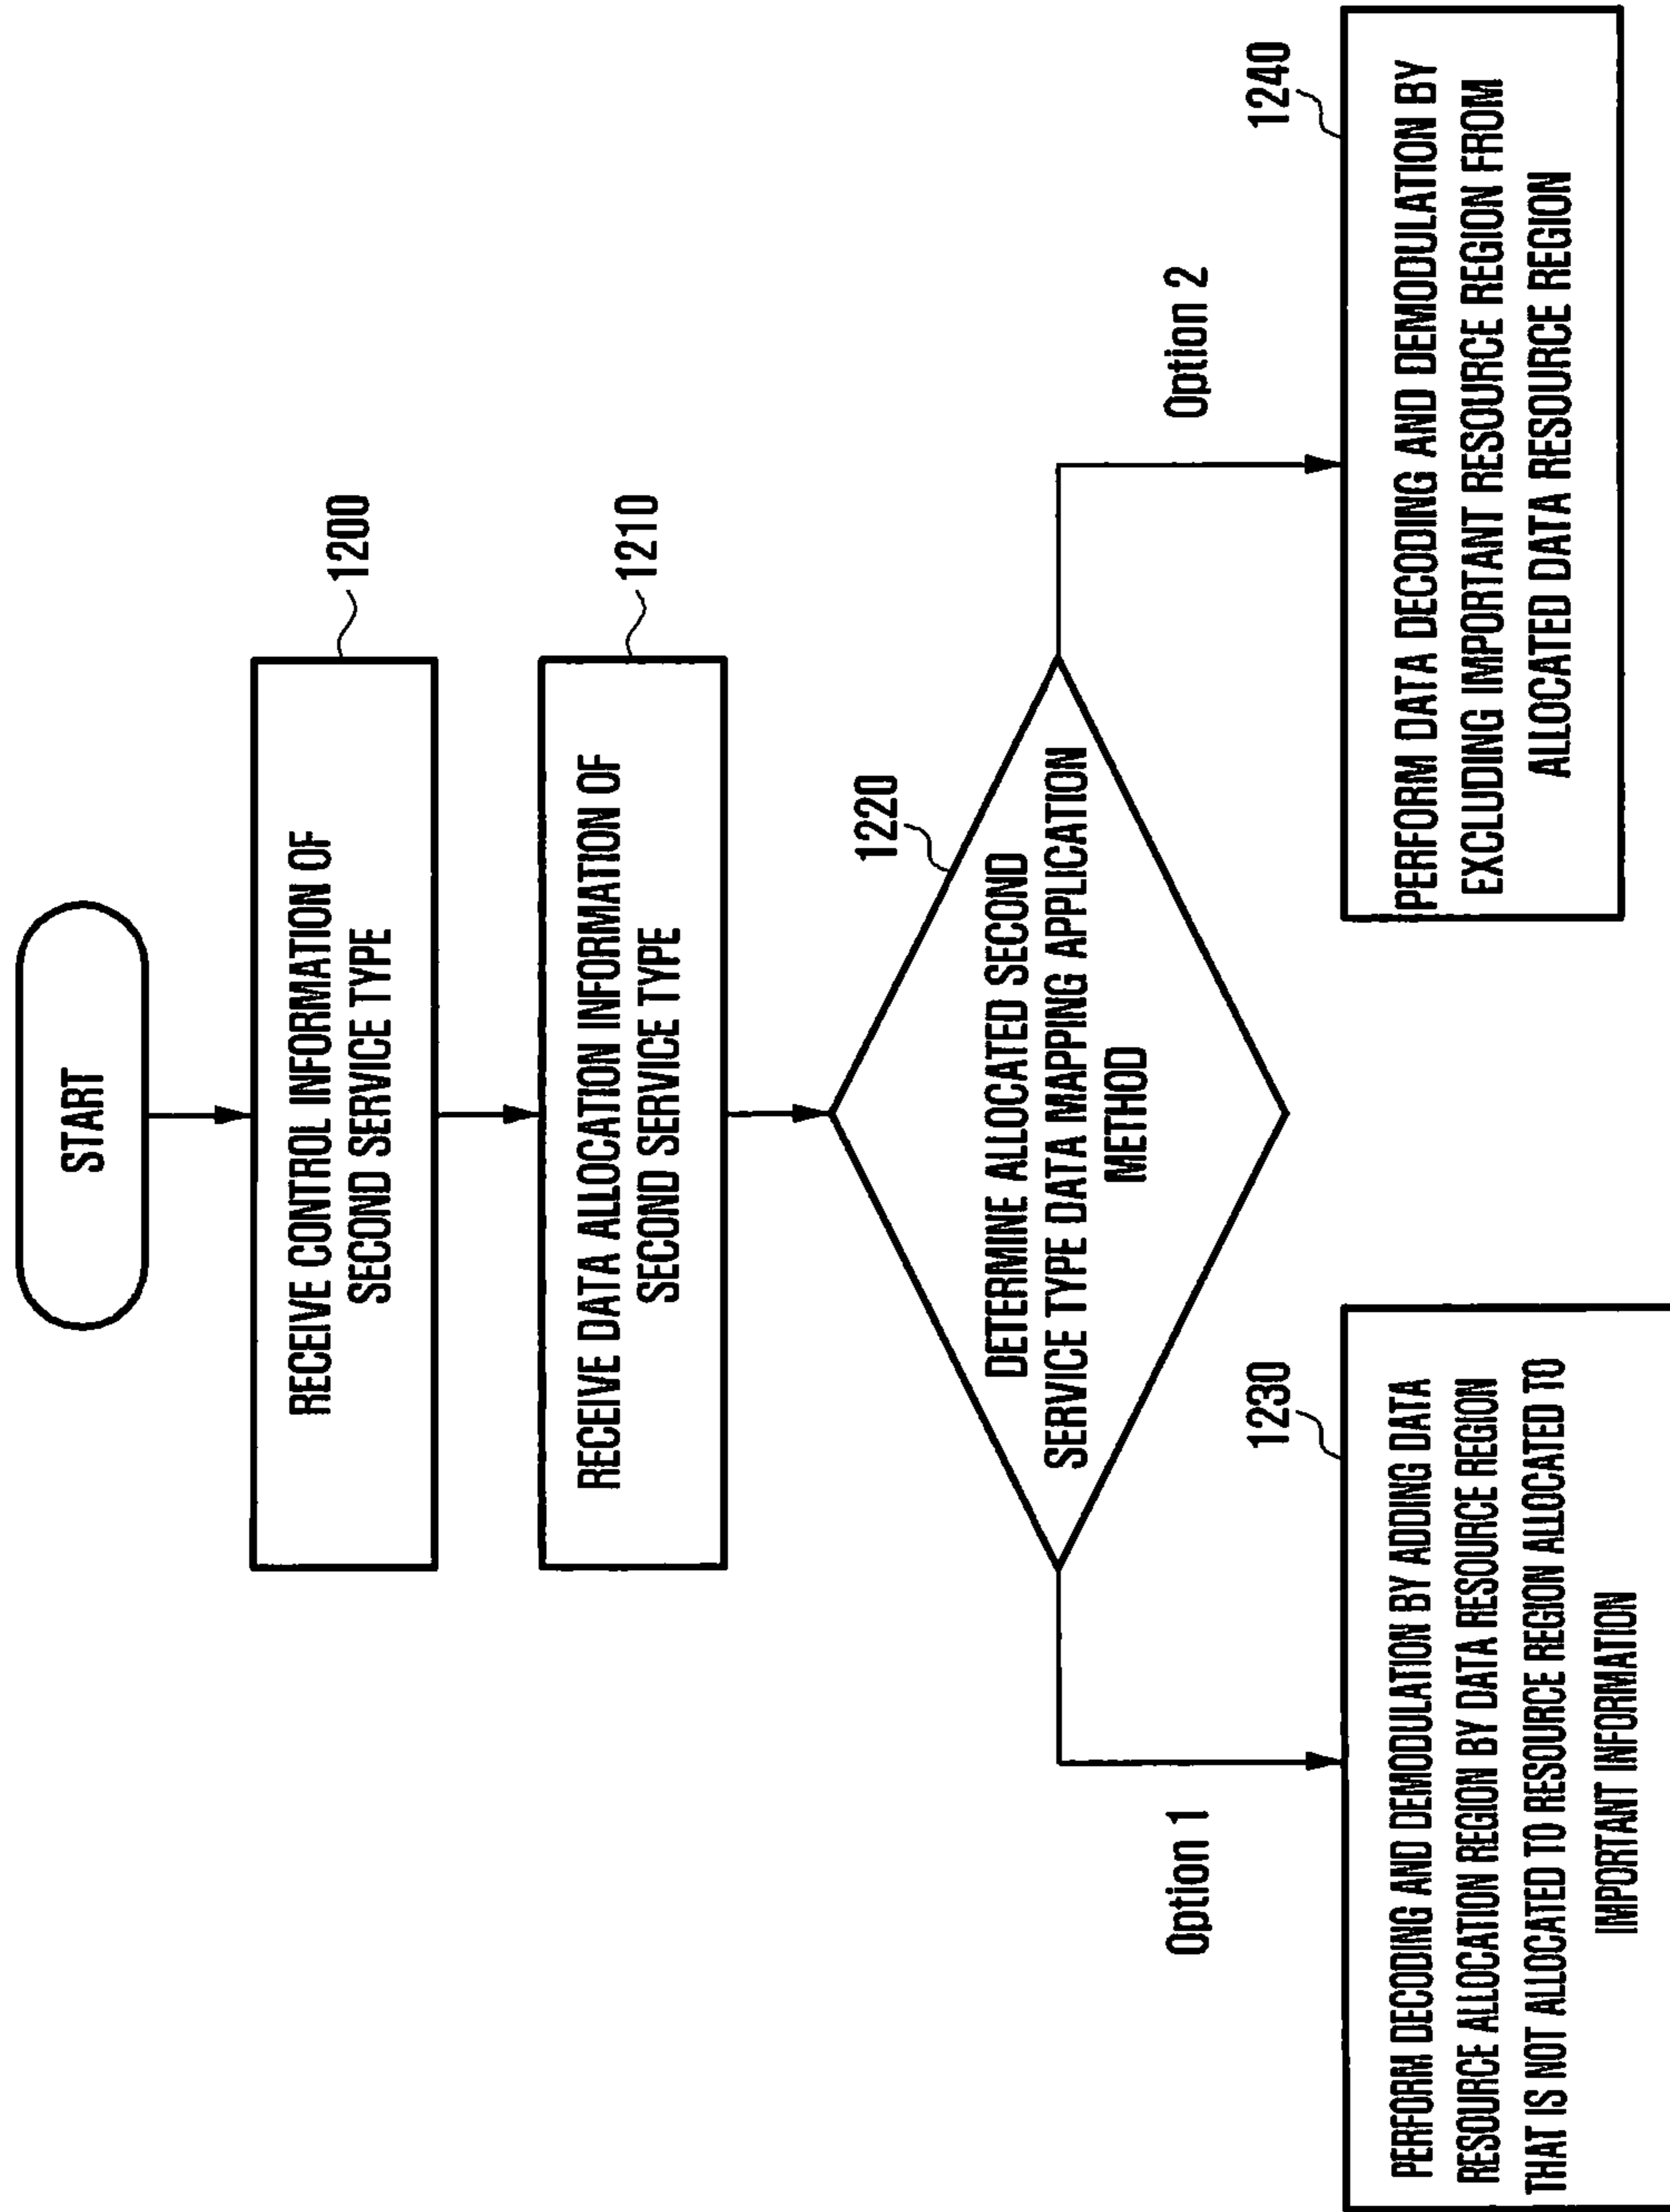 START
RECEIVE CONTROL INFORMATION OF
SECOND SERVICE TYPE
1200
RECEIVE DATA ALLOCATION INFORMATION OF
SECOND SERVICE TYPE
1210
DETERMINE ALLOCATED SECOND
SERVICE TYPE DATA MAPPING APPLICATION
METHOD
1220
Option 1
Option 2
1230
PERFORM DECODING AND DEMODULATION BY ADDING DATA
RESOURCE ALLOCATION REGION BY DATA RESOURCE REGION
THAT IS NOT ALLOCATED TO RESOURCE REGION ALLOCATED TO
IMPORTANT INFORMATION
1240
PERFORM DATA DECODING AND DEMODULATION BY
EXCLUDING IMPORTANT RESOURCE REGION FROM
ALLOCATED DATA RESOURCE REGION